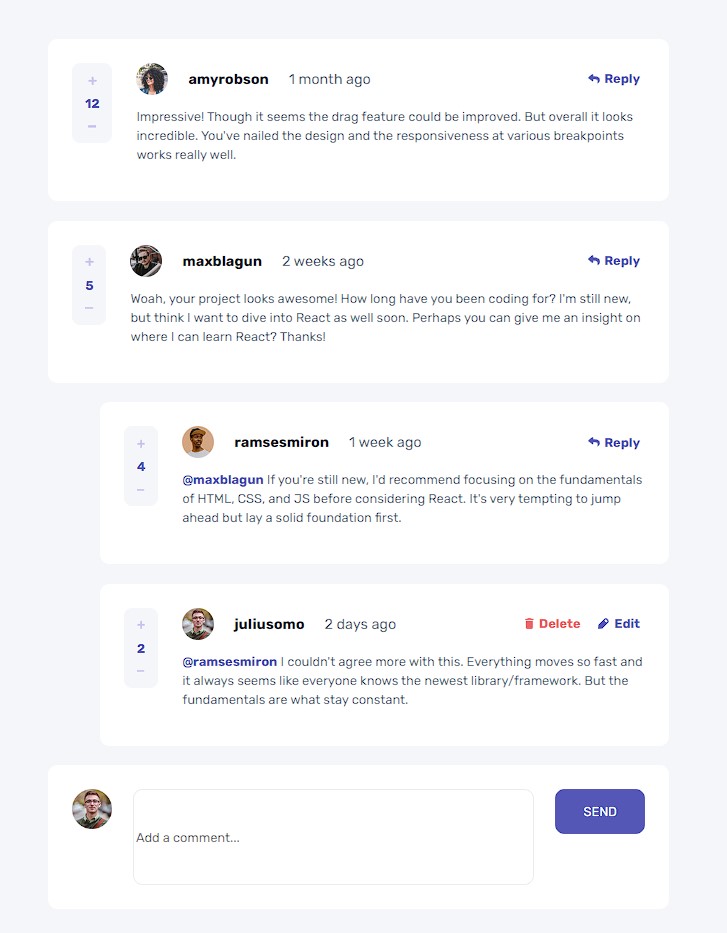 +
12
−
amyrobson 1 month ago Reply
Impressive! Though it seems the drag feature could be improved. But overall it looks
incredible. You've nailed the design and the responsiveness at various breakpoints
works really well.
+
5
−
maxblagun 2 weeks ago Reply
Woah, your project looks awesome! How long have you been coding for? I'm still new,
but think I want to dive into React as well soon. Perhaps you can give me an insight on
where I can learn React? Thanks!
+
4
−
ramsesmiron 1 week ago Reply
@maxblagun If you're still new, I'd recommend focusing on the fundamentals
of HTML, CSS, and JS before considering React. It's very tempting to jump
ahead but lay a solid foundation first.
+
2
−
juliusomo 2 days ago Delete Edit
@ramsesmiron I couldn't agree more with this. Everything moves so fast and
it always seems like everyone knows the newest library/framework. But the
fundamentals are what stay constant.
Add a comment...
SEND